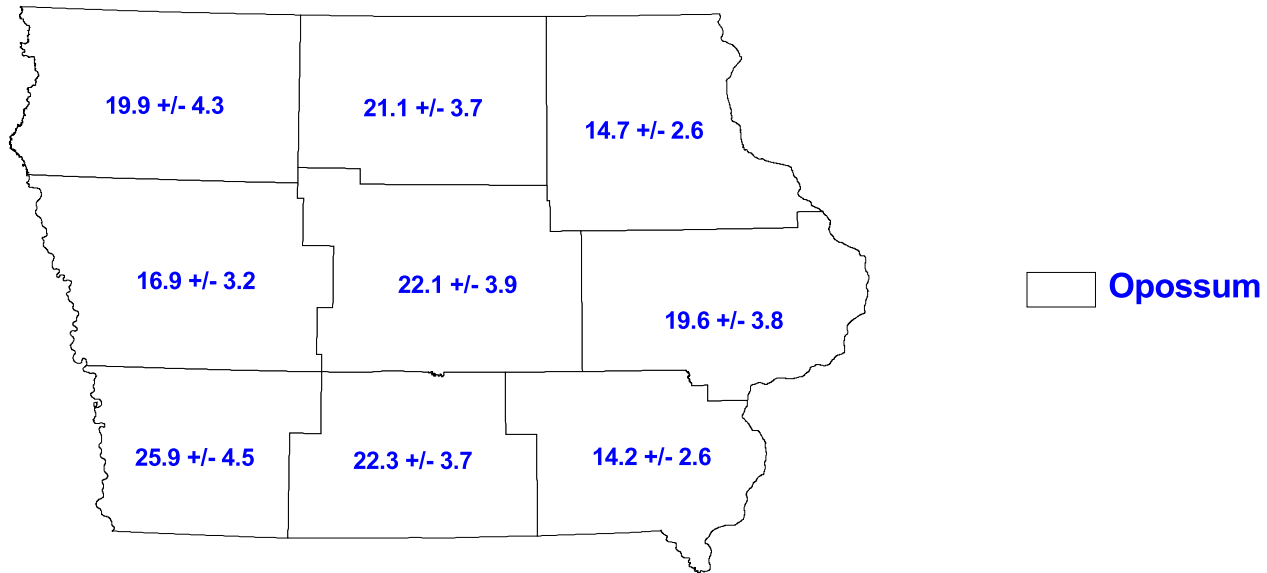 19.9 +/- 4.3
21.1 +/- 3.7
14.7 +/- 2.6
16.9 +/- 3.2
22.1 +/- 3.9
19.6 +/- 3.8
25.9 +/- 4.5
22.3 +/- 3.7
14.2 +/- 2.6
Opossum